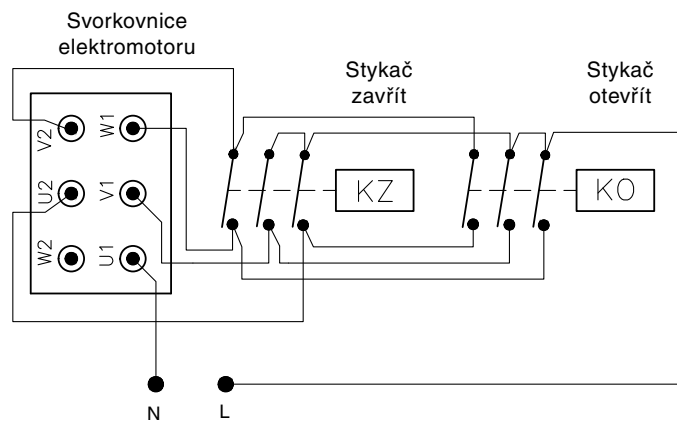 Svorkovnice
elektromotoru
Stykač
zavřít
Stykač
otevřít
V2
W1
U2
V1
W2
U1
KZ
KO
N
L